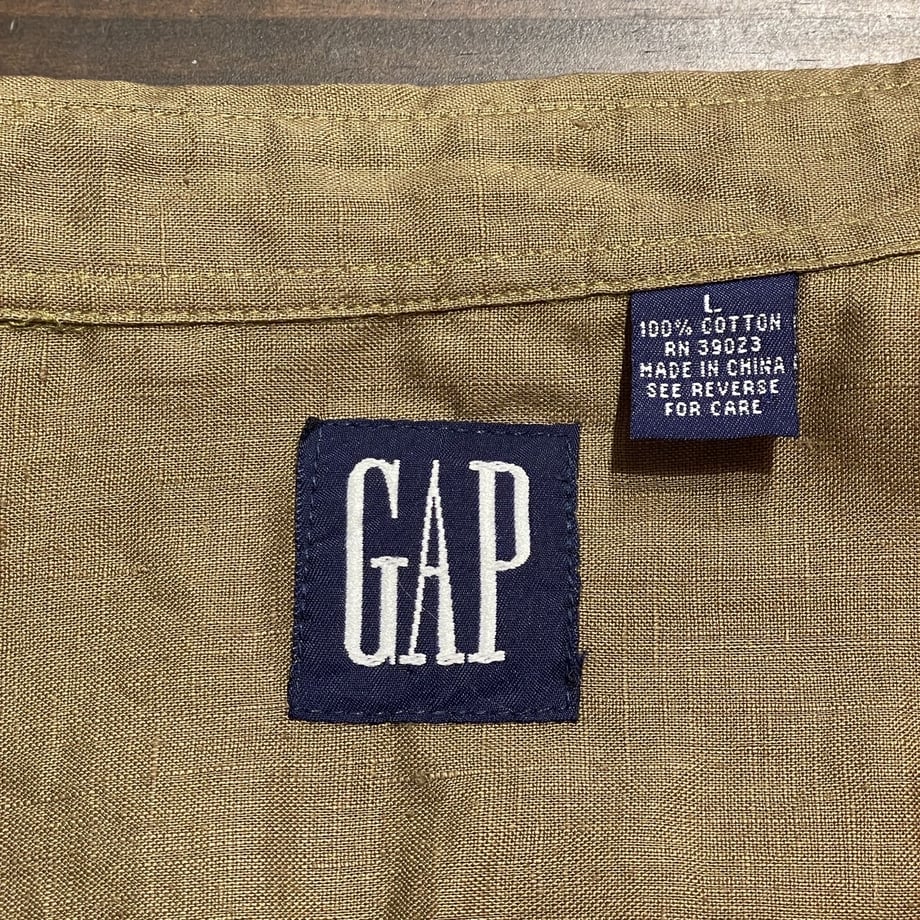 L
100% COTTON
RN 39023
MADE IN CHINA
SEE REVERSE
FOR CARE
GAP